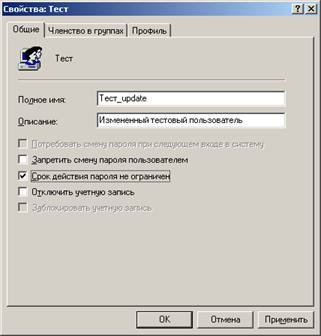 Свойства: Тест
Общие
Членство в группах
Профиль
Тест
Полное имя: Тест_update
Описание: Измененный тестовый пользователь
Потребовать смену пароля при следующем входе в систему
Запретить смену пароля пользователем
Срок действия пароля не ограничен
Отключить учетную запись
Заблокировать учетную запись
OK
Отмена
Применить